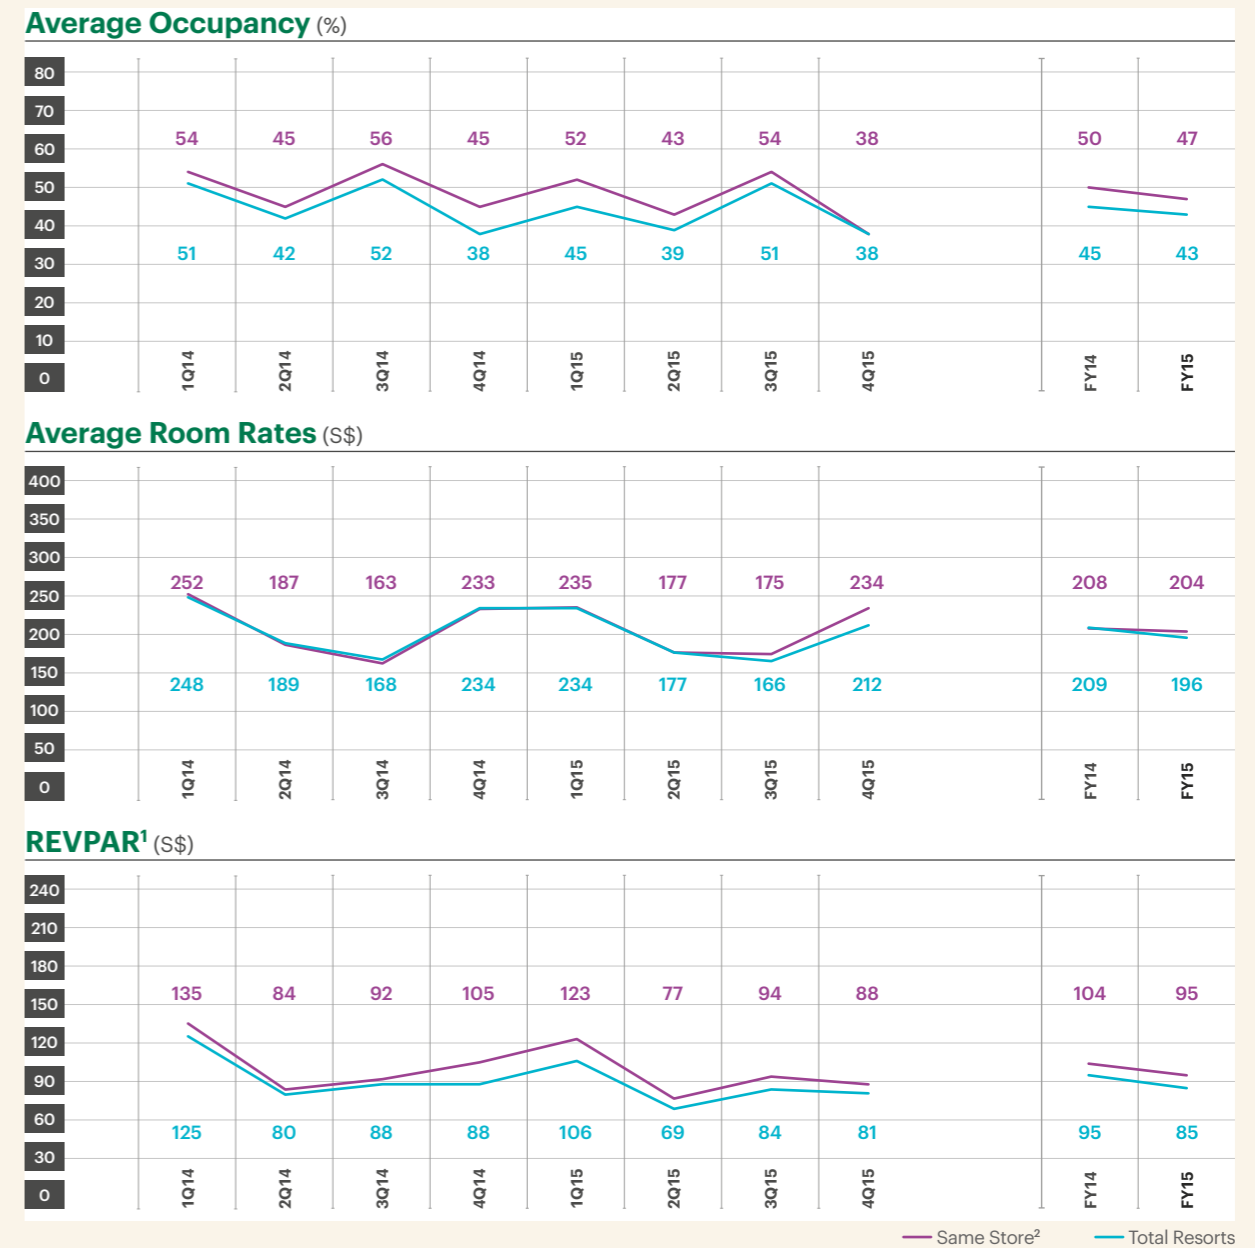 Average Occupancy (%)
80
70
60
50
40
30
20
10
0
54 45 56 45 52 43 54 38 50 47
51 42 52 38 45 39 51 38 45 43
1Q14 2Q14 3Q14 4Q14 1Q15 2Q15 3Q15 4Q15 FY14 FY15
Average Room Rates (S$)
400
350
300
250
200
150
100
50
0
252 187 163 233 235 177 175 234 208 204
248 189 168 234 234 177 166 212 209 196
1Q14 2Q14 3Q14 4Q14 1Q15 2Q15 3Q15 4Q15 FY14 FY15
REVPAR¹ (S$)
240
210
180
150
120
90
60
30
0
135 84 92 105 123 77 94 88 104 95
125 80 88 88 106 69 84 81 95 85
1Q14 2Q14 3Q14 4Q14 1Q15 2Q15 3Q15 4Q15 FY14 FY15
Same Store² Total Resorts